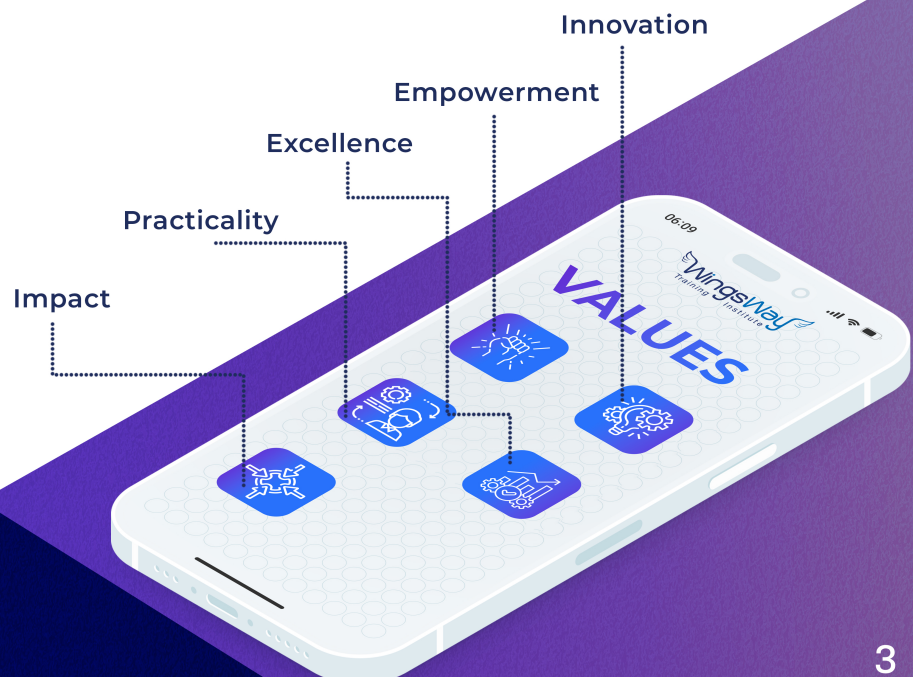 Innovation
Empowerment
Excellence
Practicality
Impact
06:09
WingsWay
Training Institute
VALUES
3